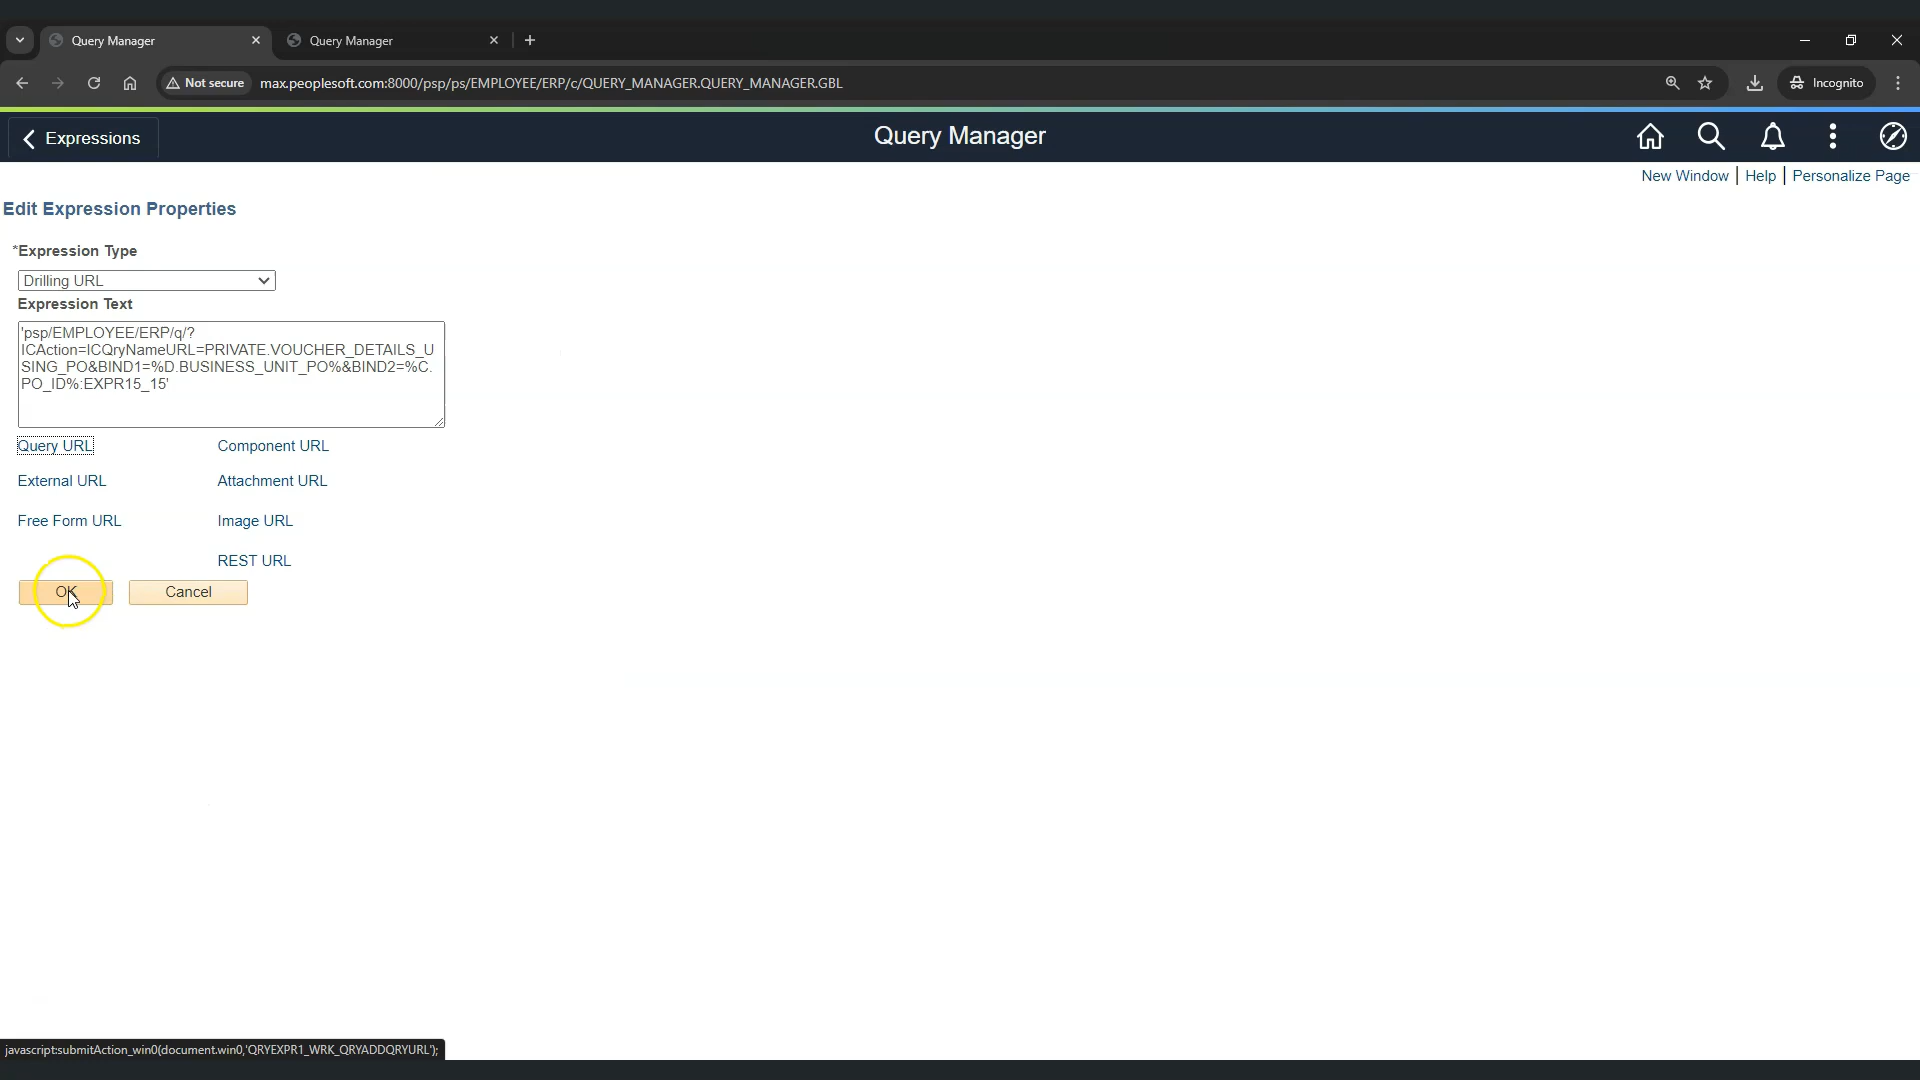 Query Manager
Query Manager
Not secure
max.peoplesoft.com:8000/psp/ps/EMPLOYEE/ERP/c/QUERY_MANAGER.QUERY_MANAGER.GBL
Incognito
Expressions
Query Manager
New Window
Help
Personalize Page
Edit Expression Properties
*Expression Type
Drilling URL
Expression Text
'psp/EMPLOYEE/ERP/q/?
ICAction=ICQryNameURL=PRIVATE.VOUCHER_DETAILS_U
SING_PO&BIND1=%D.BUSINESS_UNIT_PO%&BIND2=%C.
PO_ID%:EXPR15_15'
Query URL
Component URL
External URL
Attachment URL
Free Form URL
Image URL
REST URL
OK
Cancel
javascript:submitAction_win0(document.win0,'QRYEXPR1_WRK_QRYADDQRYURL');